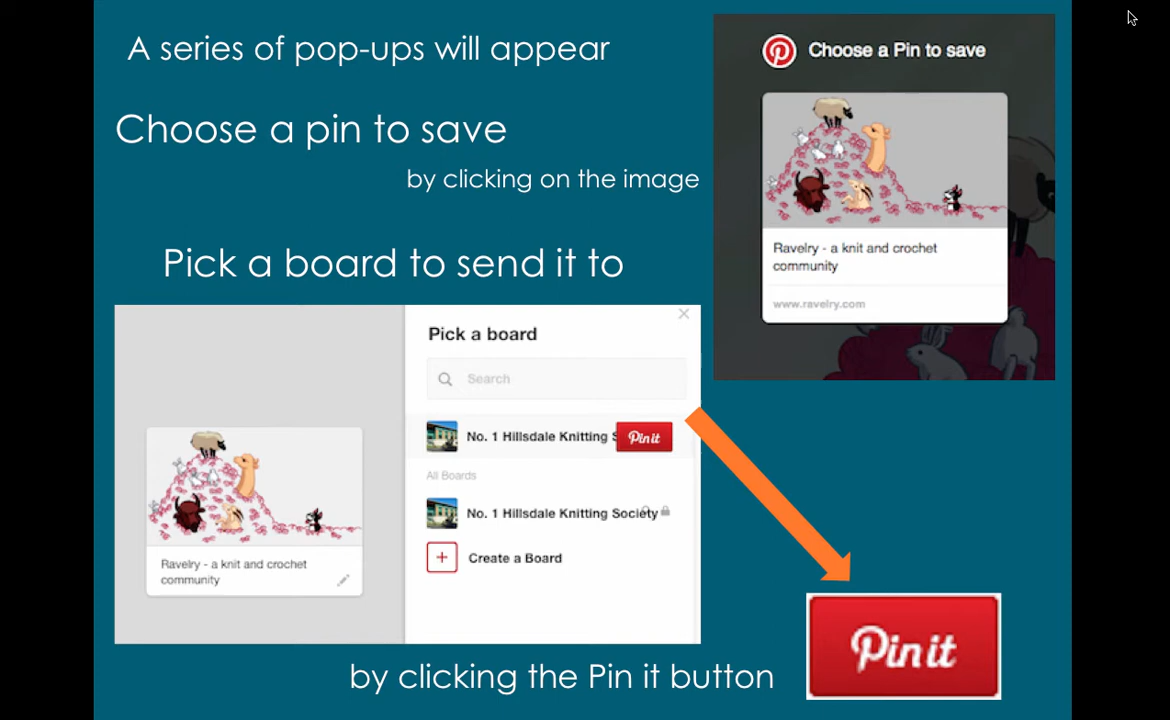 A series of pop-ups will appear
Choose a Pin to save
Choose a pin to save
by clicking on the image
Ravelry - a knit and crochet
community
www.ravelry.com
Pick a board to send it to
Pick a board
Search
No. 1 Hillsdale Knitting S
Pin it
All Boards
No. 1 Hillsdale Knitting Society
Create a Board
Ravelry - a knit and crochet
community
by clicking the Pin it button
Pin it